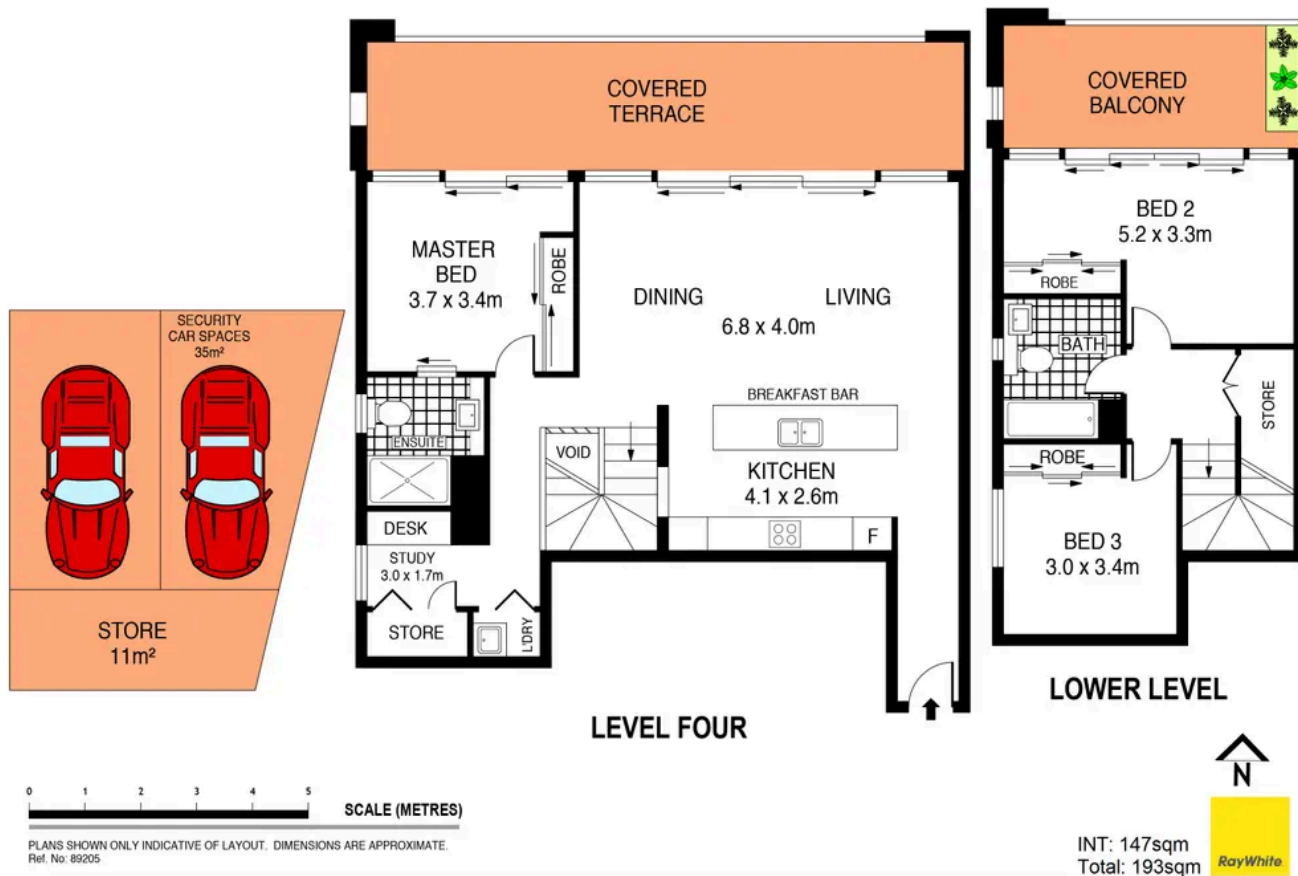 COVERED
TERRACE
MASTER
BED
3.7 x 3.4m
ROBE
DINING
LIVING
6.8 x 4.0m
BREAKFAST BAR
ENSUITE
VOID
KITCHEN
4.1 x 2.6m
F
DESK
STUDY
3.0 x 1.7m
STORE
L'DRY
LEVEL FOUR
SECURITY
CAR SPACES
35m²
STORE
11m²
COVERED
BALCONY
BED 2
5.2 x 3.3m
ROBE
BATH
STORE
ROBE
BED 3
3.0 x 3.4m
LOWER LEVEL
N
0 1 2 3 4 5
SCALE (METRES)
PLANS SHOWN ONLY INDICATIVE OF LAYOUT. DIMENSIONS ARE APPROXIMATE.
Ref. No: 89205
INT: 147sqm
Total: 193sqm
RayWhite